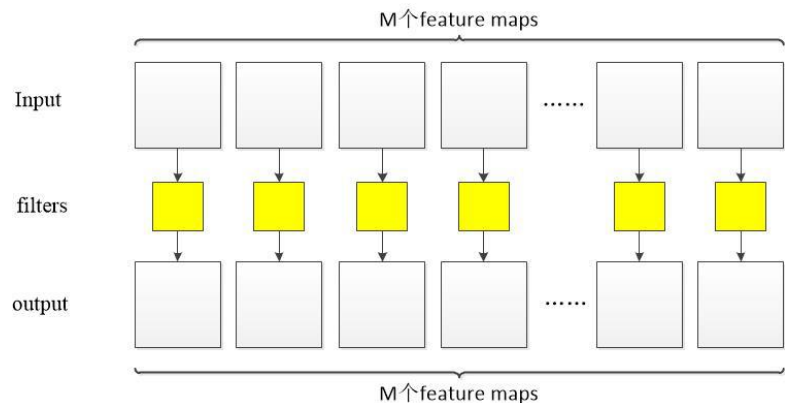 M个feature maps
Input
……
filters
output
……
M个feature maps